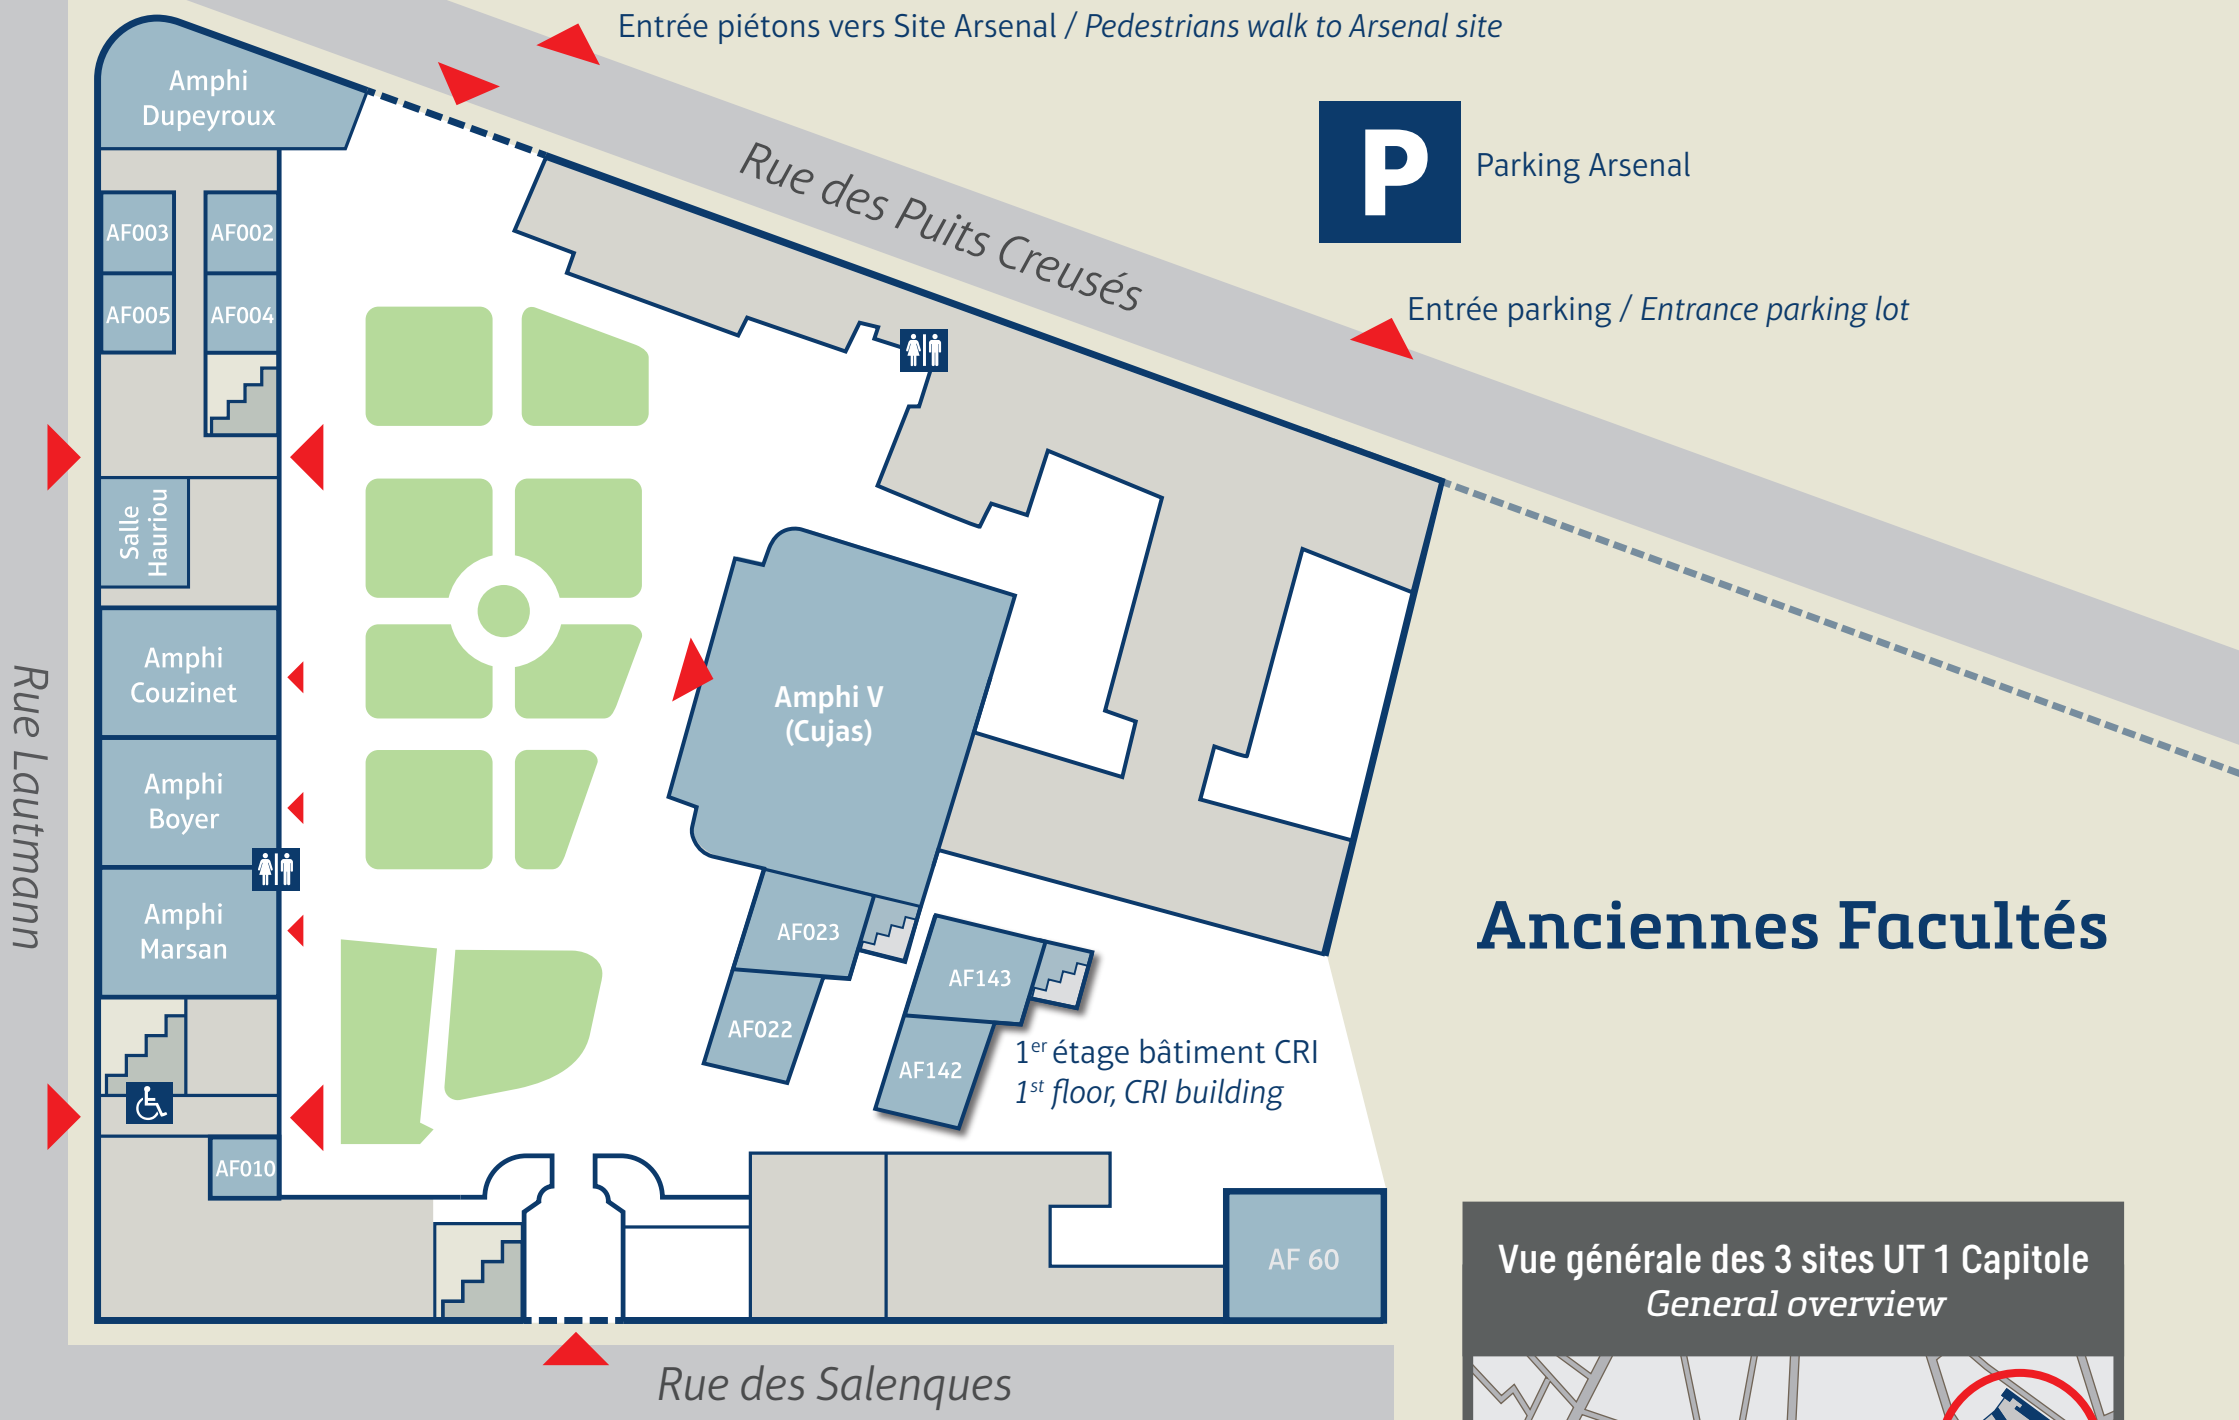 Entrée piétons vers Site Arsenal / Pedestrians walk to Arsenal site
Amphi
Dupeyroux
P
Parking Arsenal
Rue des Puits Creusés
Entrée parking / Entrance parking lot
AF003
AF002
AF005
AF004
Salle
Hauriou
Amphi
Couzinet
Amphi V
(Cujas)
Rue Lautmann
Amphi
Boyer
Amphi
Marsan
AF023
AF143
AF022
AF142
Anciennes Facultés
1er étage bâtiment CRI
1st floor, CRI building
AF010
AF 60
Vue générale des 3 sites UT 1 Capitole
General overview
Rue des Salenques